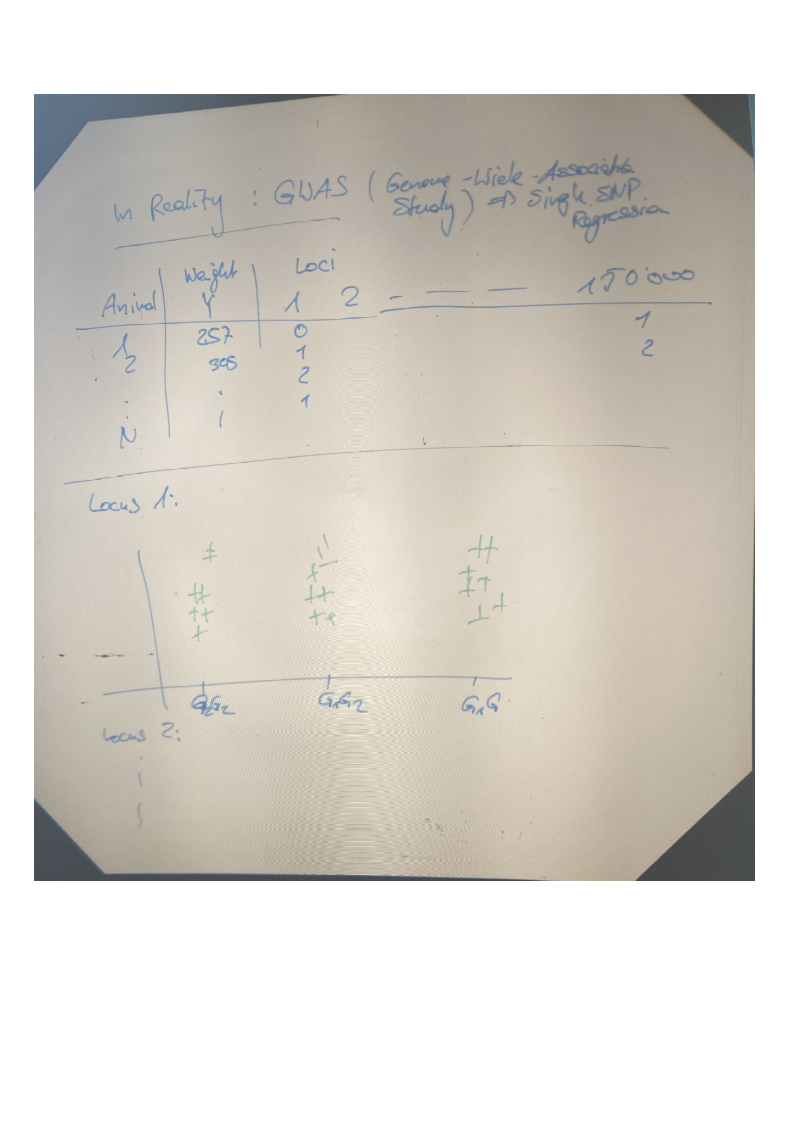 In Reality : GWAS ( Genome-Wide-Associatio
Study ) ⇒ Single SNP
Regression
Weight Loci
Animal Y 1 2 - — — 150'000
1 257 0 1
2 305 1 2
. . 2
. 1
N
Locus 1:
G2G2 G1G2 G1G
Locus 2: